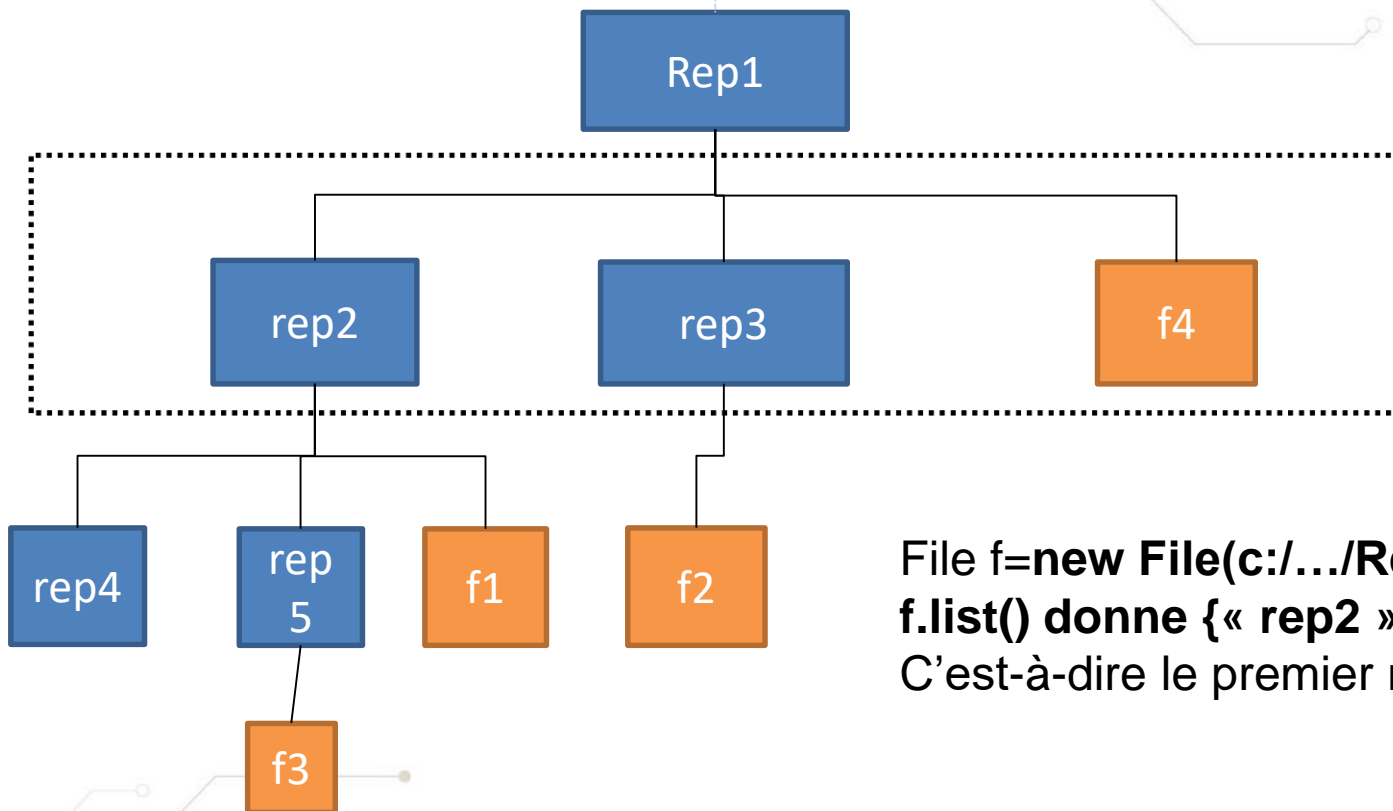 Rep1
rep2
rep3
f4
rep4
rep
5
f1
f2
File f=new File(c:/…/Re
f.list() donne {« rep2 »
C’est-à-dire le premier
f3